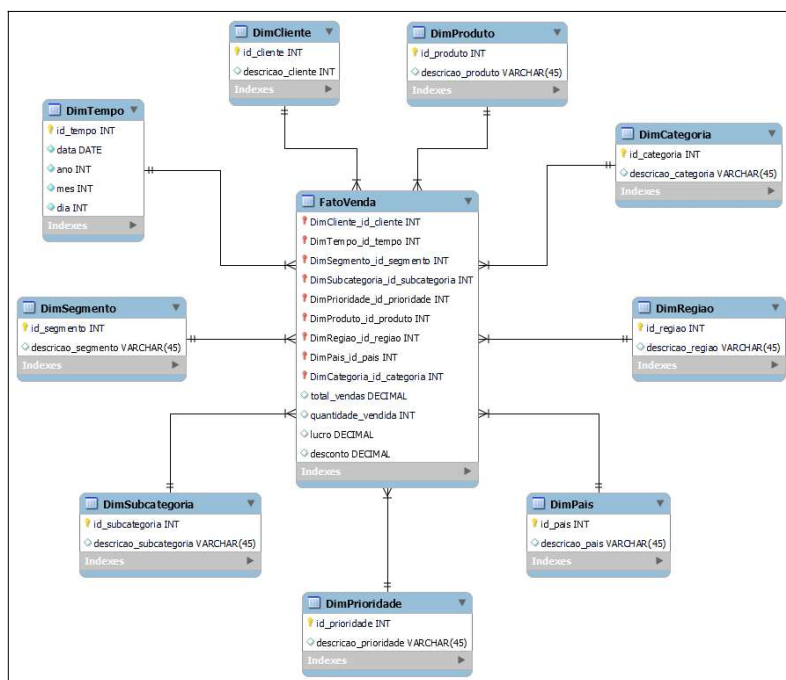 DimCliente
id_cliente INT
descricao_cliente INT
Indexes
DimProduto
id_produto INT
descricao_produto VARCHAR(45)
Indexes
DimTempo
id_tempo INT
data DATE
ano INT
mes INT
dia INT
Indexes
DimCategoria
id_categoria INT
descricao_categoria VARCHAR(45)
Indexes
FatoVenda
DimCliente_id_cliente INT
DimTempo_id_tempo INT
DimSegmento_id_segmento INT
DimSubcategoria_id_subcategoria INT
DimPrioridade_id_prioridade INT
DimProduto_id_produto INT
DimRegiao_id_regiao INT
DimPais_id_pais INT
DimCategoria_id_categoria INT
total_vendas DECIMAL
quantidade_vendida INT
lucro DECIMAL
desconto DECIMAL
Indexes
DimSegmento
id_segmento INT
descricao_segmento VARCHAR(45)
Indexes
DimRegiao
id_regiao INT
descricao_regiao VARCHAR(45)
Indexes
DimSubcategoria
id_subcategoria INT
descricao_subcategoria VARCHAR(45)
Indexes
DimPais
id_pais INT
descricao_pais VARCHAR(45)
Indexes
DimPrioridade
id_prioridade INT
descricao_prioridade VARCHAR(45)
Indexes